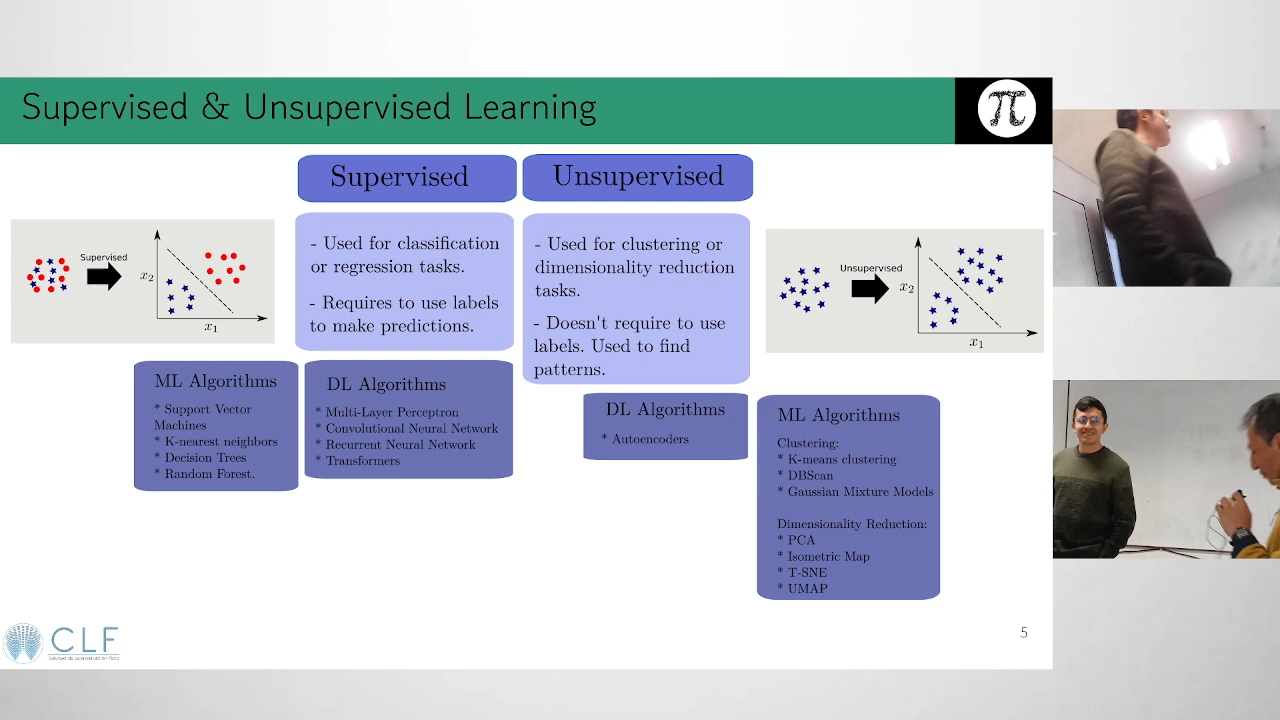 Supervised & Unsupervised Learning
π
Supervised
Unsupervised
- Used for classification
or regression tasks.
- Requires to use labels
to make predictions.
- Used for clustering or
dimensionality reduction
tasks.
- Doesn't require to use
labels. Used to find
patterns.
Supervised
x₂
x₁
Unsupervised
x₂
x₁
ML Algorithms
* Support Vector
Machines
* K-nearest neighbors
* Decision Trees
* Random Forest.
DL Algorithms
* Multi-Layer Perceptron
* Convolutional Neural Network
* Recurrent Neural Network
* Transformers
DL Algorithms
* Autoencoders
ML Algorithms
Clustering:
* K-means clustering
* DBScan
* Gaussian Mixture Models
Dimensionality Reduction:
* PCA
* Isometric Map
* T-SNE
* UMAP
CLF
5